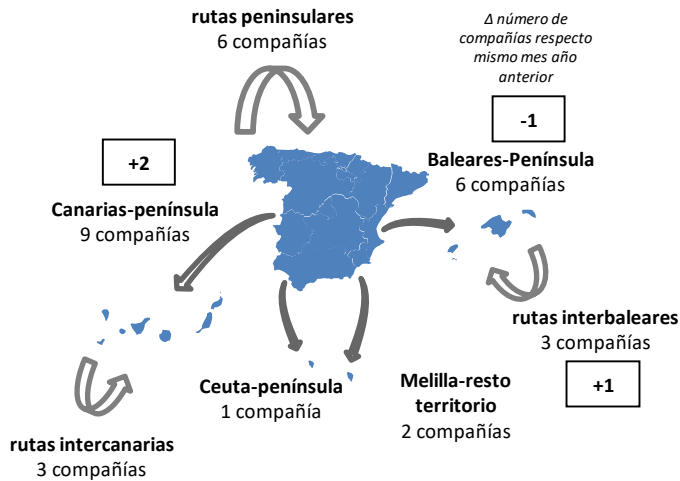 rutas peninsulares
6 compañías
Δ número de
compañías respecto
mismo mes año
anterior
-1
Baleares-Península
6 compañías
+2
Canarias-península
9 compañías
rutas interbaleares
3 compañías
+1
Ceuta-península
1 compañía
Melilla-resto
territorio
2 compañías
rutas intercanarias
3 compañías